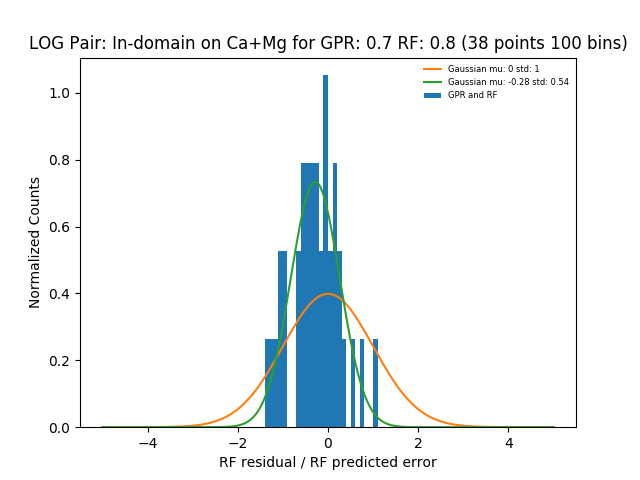 LOG Pair: In-domain on Ca+Mg for GPR: 0.7 RF: 0.8 (38 points 100 bins)
Gaussian mu: 0 std: 1
Gaussian mu: -0.28 std: 0.54
GPR and RF
Normalized Counts
1.0
0.8
0.6
0.4
0.2
0.0
−4
−2
0
2
4
RF residual / RF predicted error